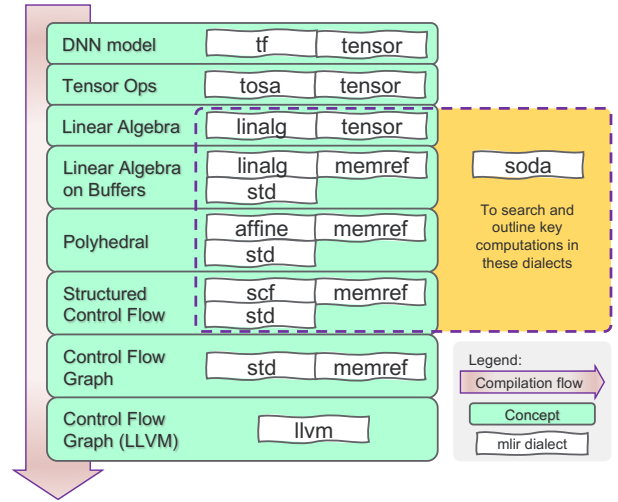 DNN model
tf
tensor
Tensor Ops
tosa
tensor
Linear Algebra
linalg
tensor
Linear Algebra
on Buffers
linalg
memref
std
soda
To search and
outline key
computations in
these dialects
Polyhedral
affine
memref
std
Structured
Control Flow
scf
memref
std
Control Flow
Graph
std
memref
Control Flow
Graph (LLVM)
llvm
Legend:
Compilation flow
Concept
mlir dialect